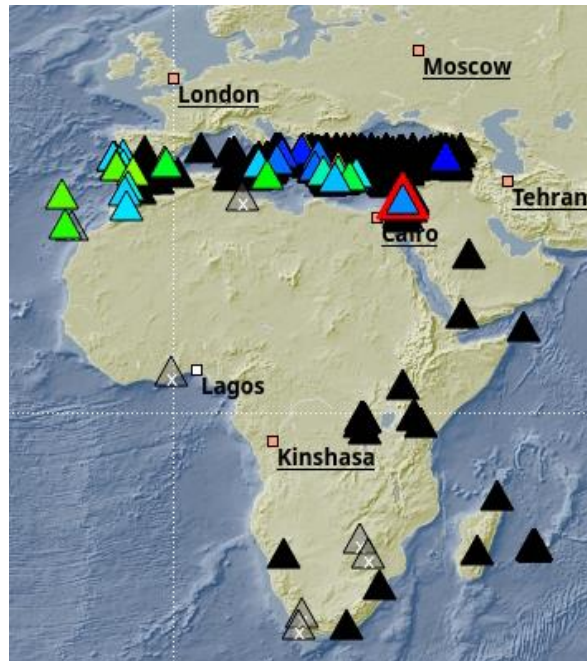 Moscow
London
Tehran
Cairo
x
x
Lagos
Kinshasa
x
x
x